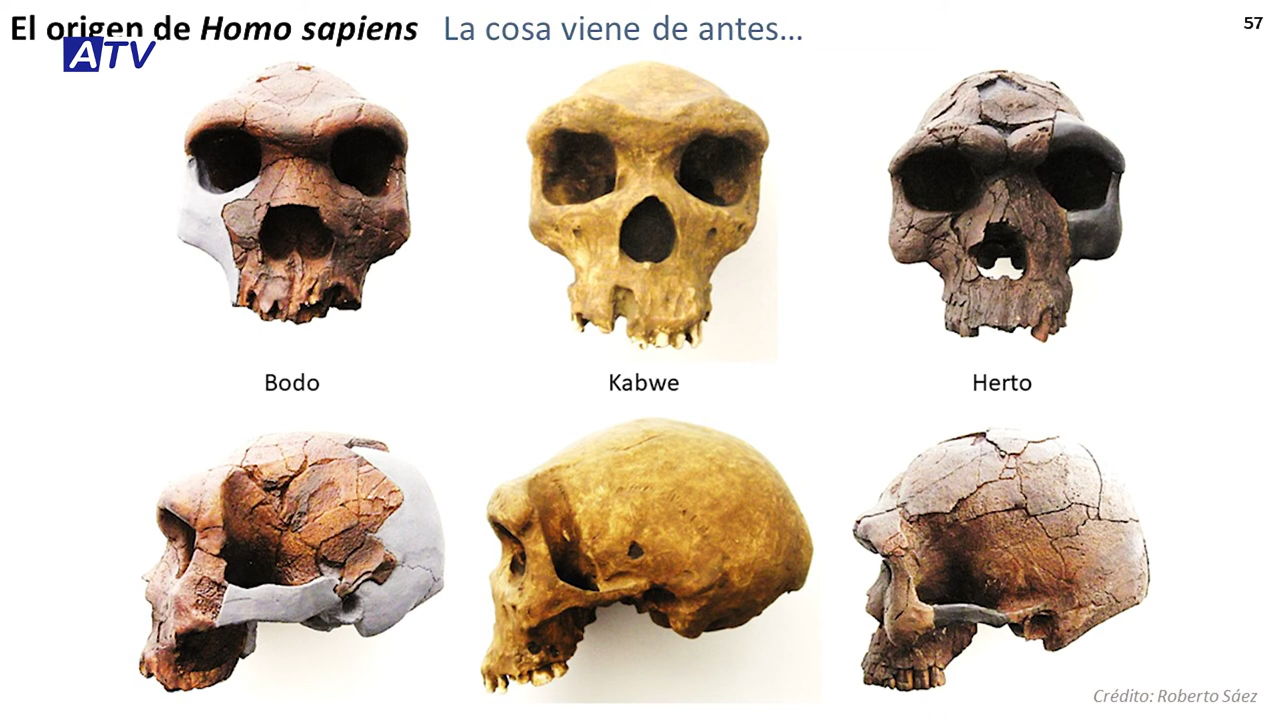 El origen de Homo sapiens La cosa viene de antes...
57
ATV
Bodo
Kabwe
Herto
Crédito: Roberto Sáez